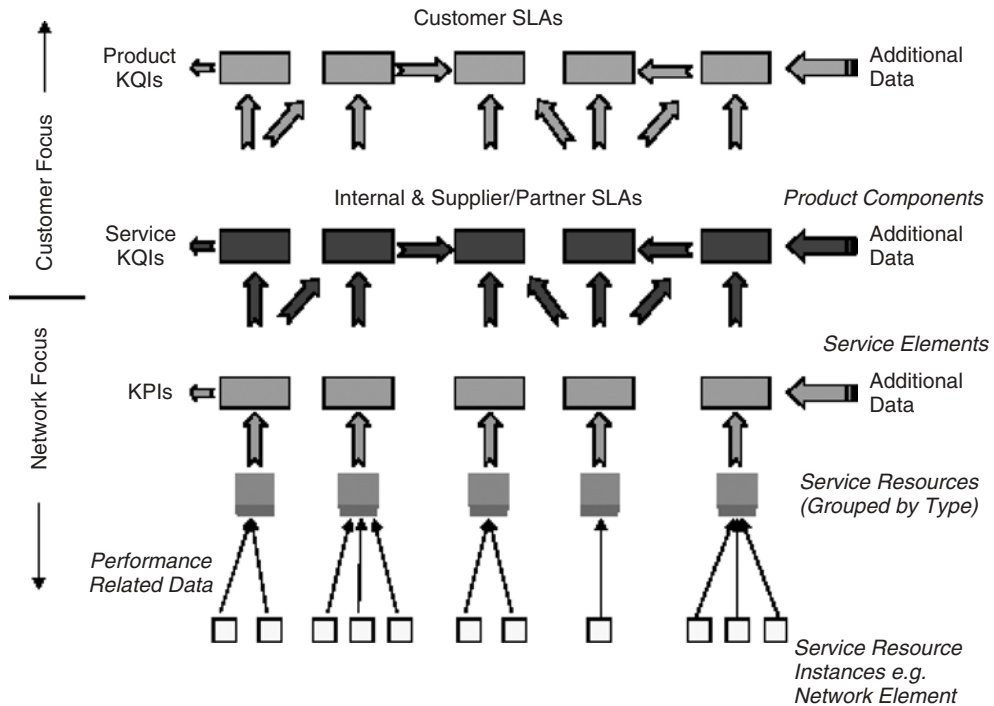 Customer SLAs
Product
KQIs
Additional
Data
Customer Focus
Internal & Supplier/Partner SLAs
Product Components
Service
KQIs
Additional
Data
Network Focus
Service Elements
KPIs
Additional
Data
Service Resources
(Grouped by Type)
Performance
Related Data
Service Resource
Instances e.g.
Network Element